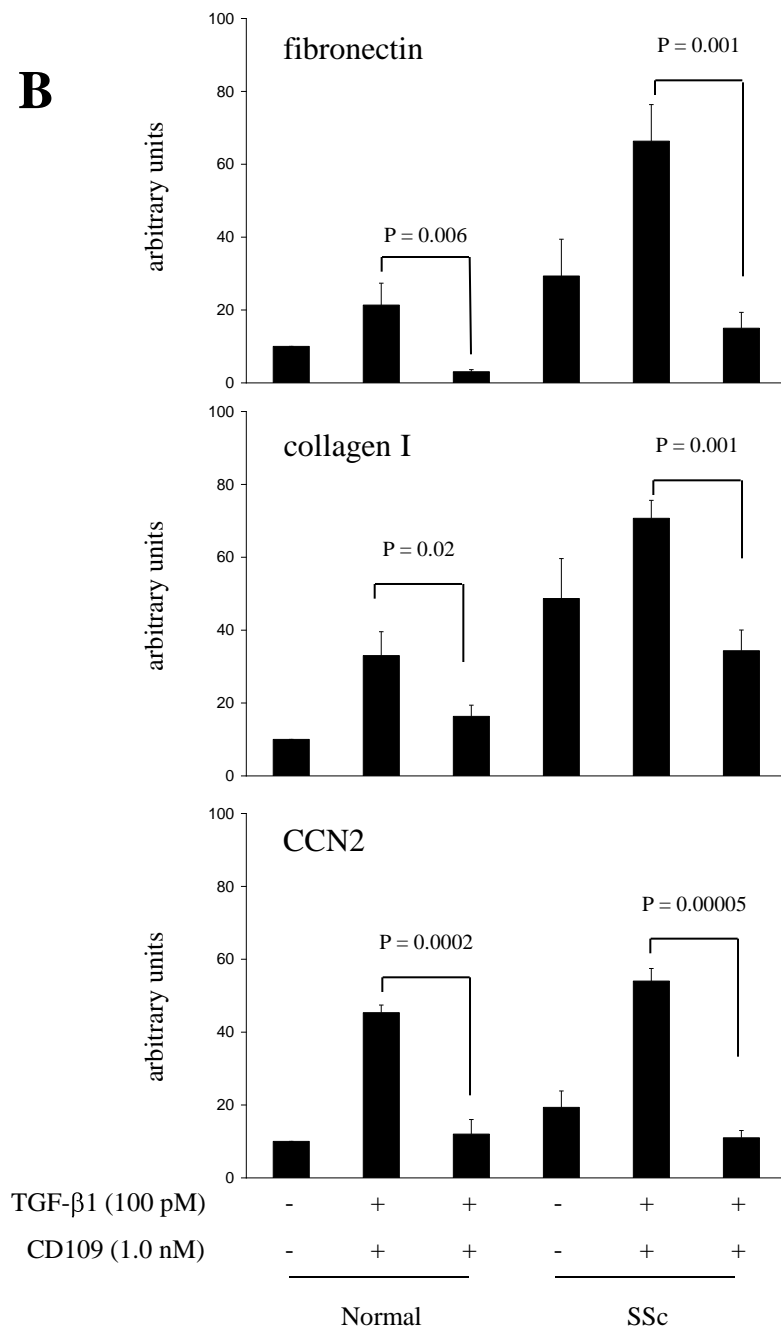 B
fibronectin
P = 0.001
P = 0.006
arbitrary units
100
80
60
40
20
0
collagen I
P = 0.001
P = 0.02
arbitrary units
100
80
60
40
20
0
CCN2
P = 0.00005
P = 0.0002
arbitrary units
100
80
60
40
20
0
TGF-β1 (100 pM) - + + - + +
CD109 (1.0 nM) - + + - + +
Normal SSc